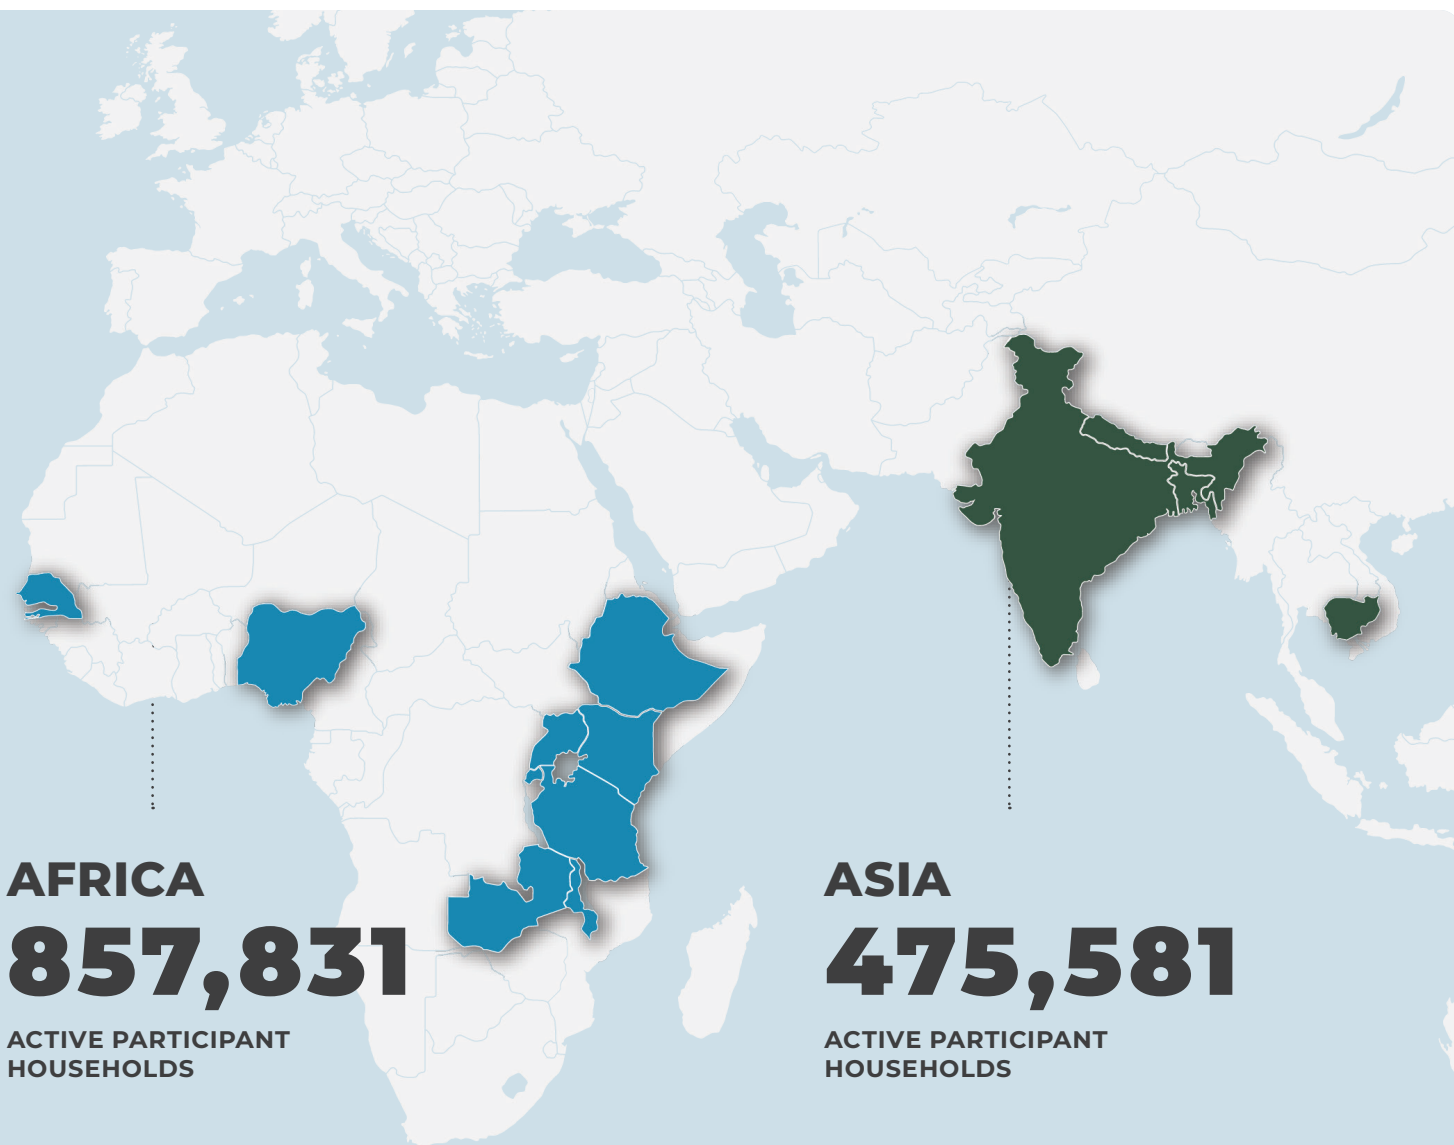 AFRICA
857,831
ACTIVE PARTICIPANT
HOUSEHOLDS
ASIA
475,581
ACTIVE PARTICIPANT
HOUSEHOLDS